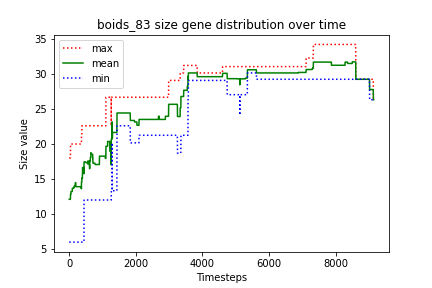 boids_83 size gene distribution over time
35
30
25
20
15
10
5
Size value
max
mean
min
0
2000
4000
6000
8000
Timesteps